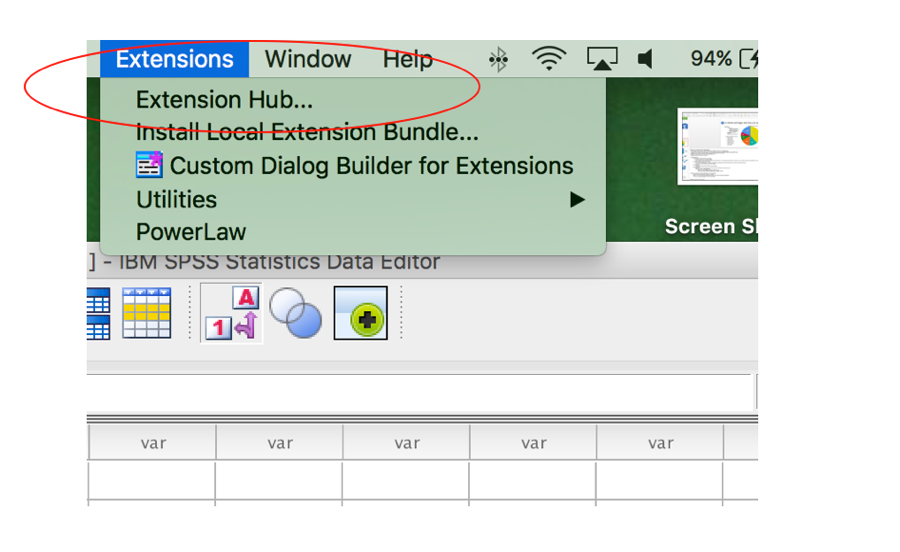 Extensions Window Help 94%
Extension Hub...
Install Local Extension Bundle...
Custom Dialog Builder for Extensions
Utilities
PowerLaw
Screen
] - IBM SPSS Statistics Data Editor
A
1
var var var var var